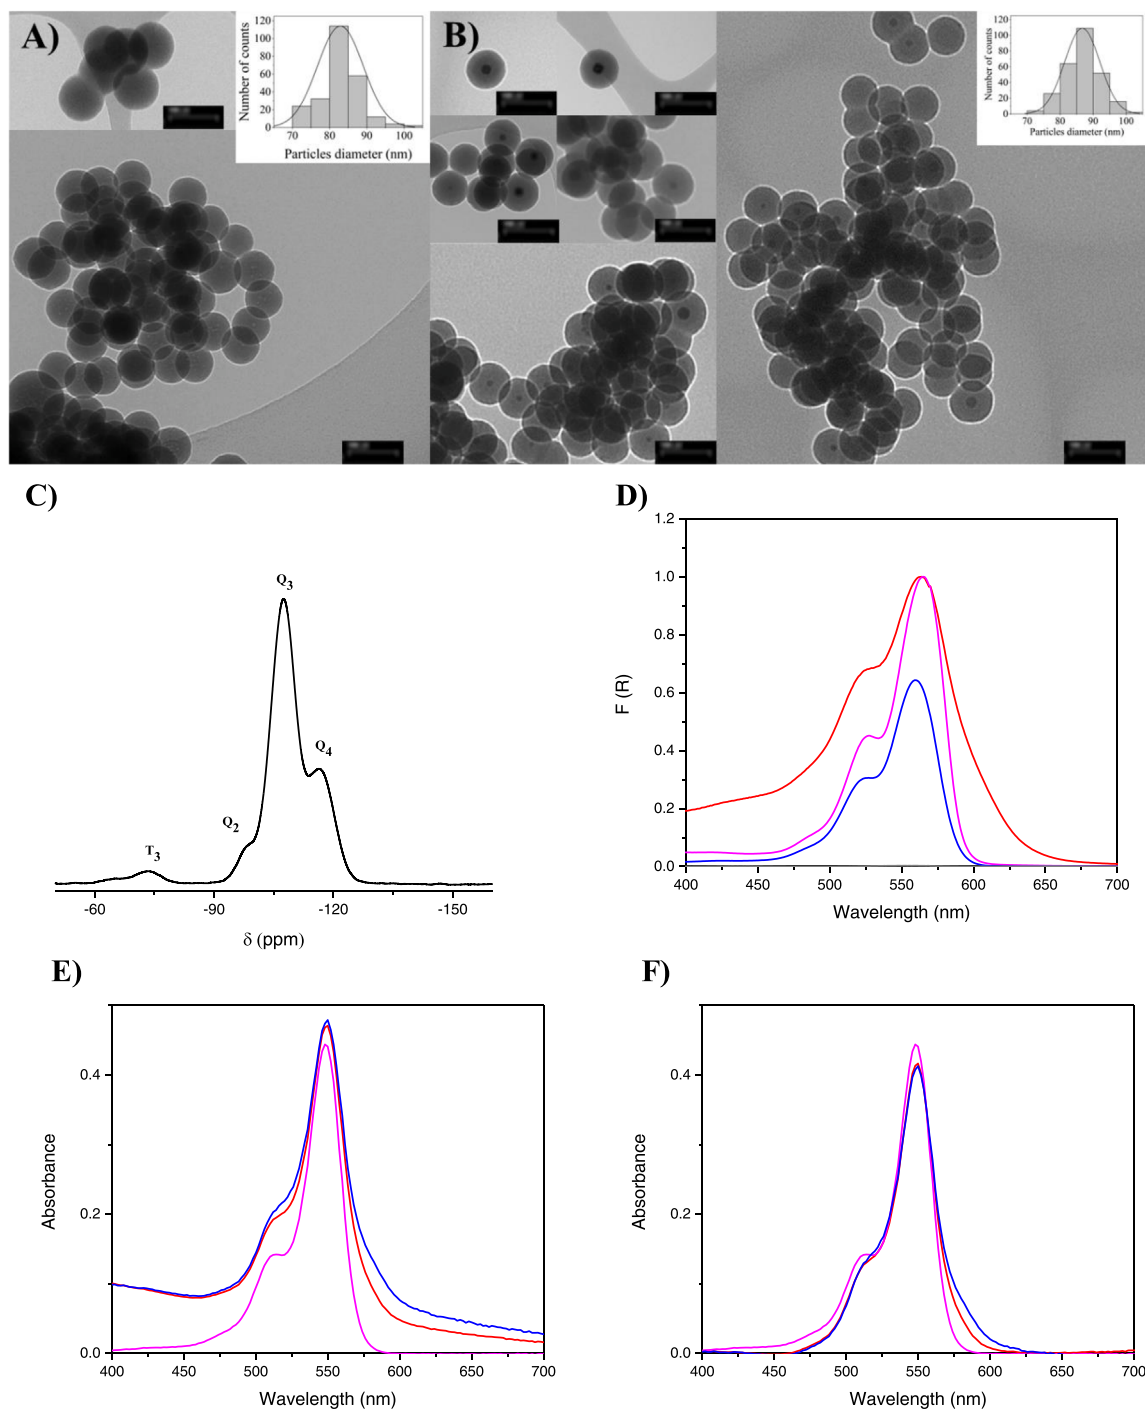 A)
120
100
80
60
40
20
0
Number of counts
70 80 90 100
Particles diameter (nm)
B)
120
100
80
60
40
20
0
Number of counts
70 80 90 100
Particles diameter (nm)
C)
Q3
Q4
Q2
T3
-60 -90 -120 -150
δ (ppm)
D)
1.2
1.0
0.8
0.6
0.4
0.2
0.0
F (R)
400 450 500 550 600 650 700
Wavelength (nm)
E)
0.4
0.2
0.0
Absorbance
400 450 500 550 600 650 700
Wavelength (nm)
F)
0.4
0.2
0.0
Absorbance
400 450 500 550 600 650 700
Wavelength (nm)